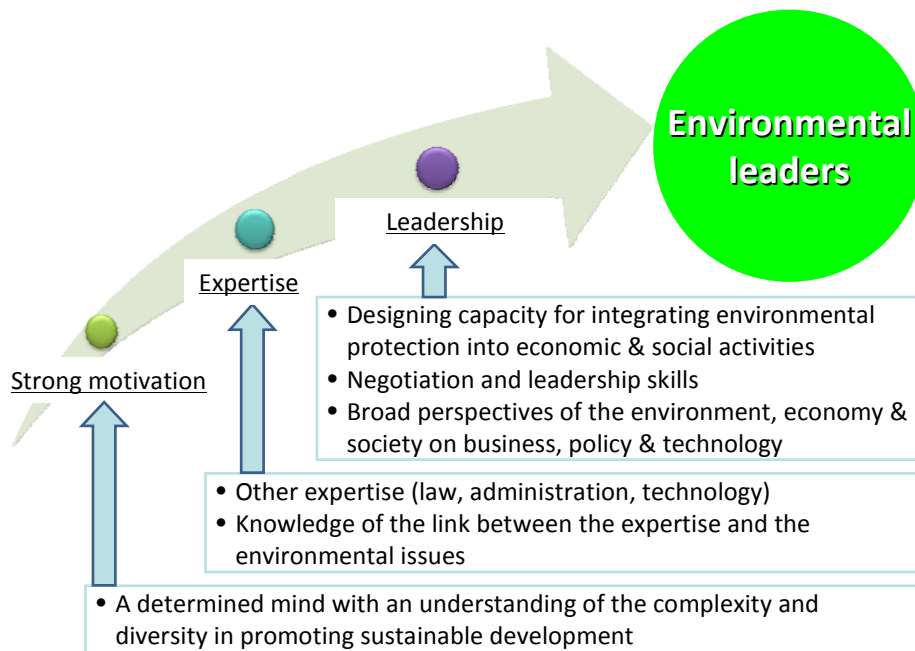 Environmental
leaders
Leadership
Expertise
Strong motivation
• Designing capacity for integrating environmental
protection into economic & social activities
• Negotiation and leadership skills
• Broad perspectives of the environment, economy &
society on business, policy & technology
• Other expertise (law, administration, technology)
• Knowledge of the link between the expertise and the
environmental issues
• A determined mind with an understanding of the complexity and
diversity in promoting sustainable development